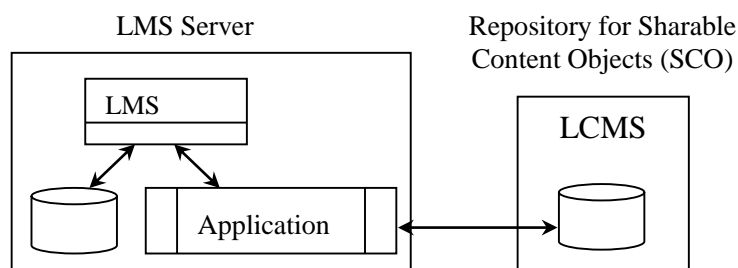 LMS Server
Repository for Sharable
Content Objects (SCO)
LMS
LCMS
Application